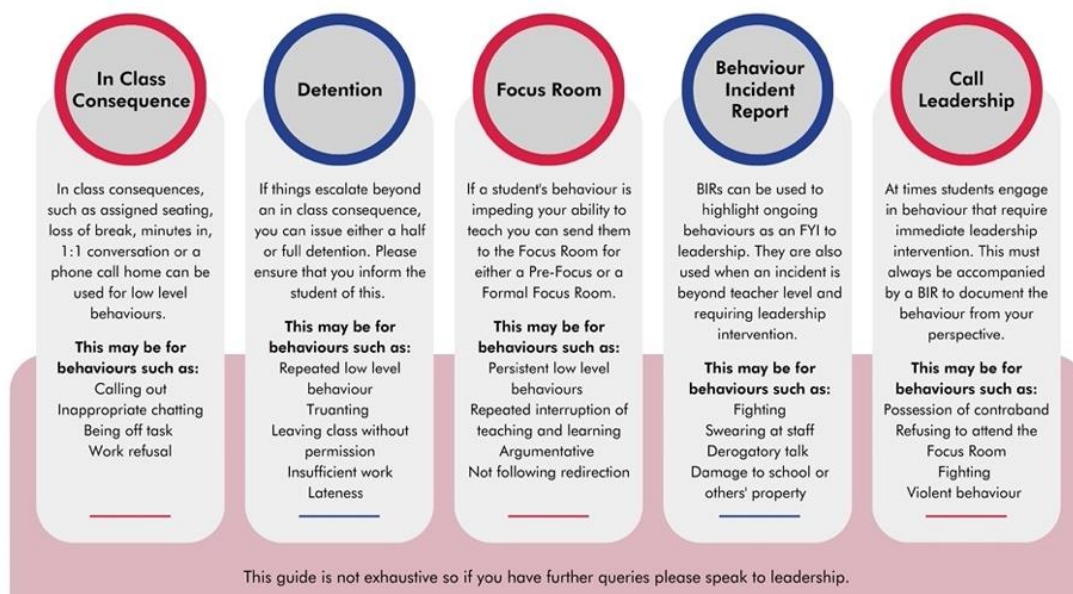 In Class
Consequence
In class consequences,
such as assigned seating,
loss of break, minutes in,
1:1 conversation or a
phone call home can be
used for low level
behaviours.
This may be for
behaviours such as:
Calling out
Inappropriate chatting
Being off task
Work refusal
Detention
If things escalate beyond
an in class consequence,
you can issue either a half
or full detention. Please
ensure that you inform the
student of this.
This may be for
behaviours such as:
Repeated low level
behaviour
Truanting
Leaving class without
permission
Insufficient work
Lateness
Focus Room
If a student's behaviour is
impeding your ability to
teach you can send them
to the Focus Room for
either a Pre-Focus or a
Formal Focus Room.
This may be for
behaviours such as:
Persistent low level
behaviours
Repeated interruption of
teaching and learning
Argumentative
Not following redirection
Behaviour
Incident
Report
BIRs can be used to
highlight ongoing
behaviours as an FYI to
leadership. They are also
used when an incident is
beyond teacher level and
requiring leadership
intervention.
This may be for
behaviours such as:
Fighting
Swearing at staff
Derogatory talk
Damage to school or
others' property
Call
Leadership
At times students engage
in behaviour that require
immediate leadership
intervention. This must
always be accompanied
by a BIR to document the
behaviour from your
perspective.
This may be for
behaviours such as:
Possession of contraband
Refusing to attend the
Focus Room
Fighting
Violent behaviour
This guide is not exhaustive so if you have further queries please speak to leadership.